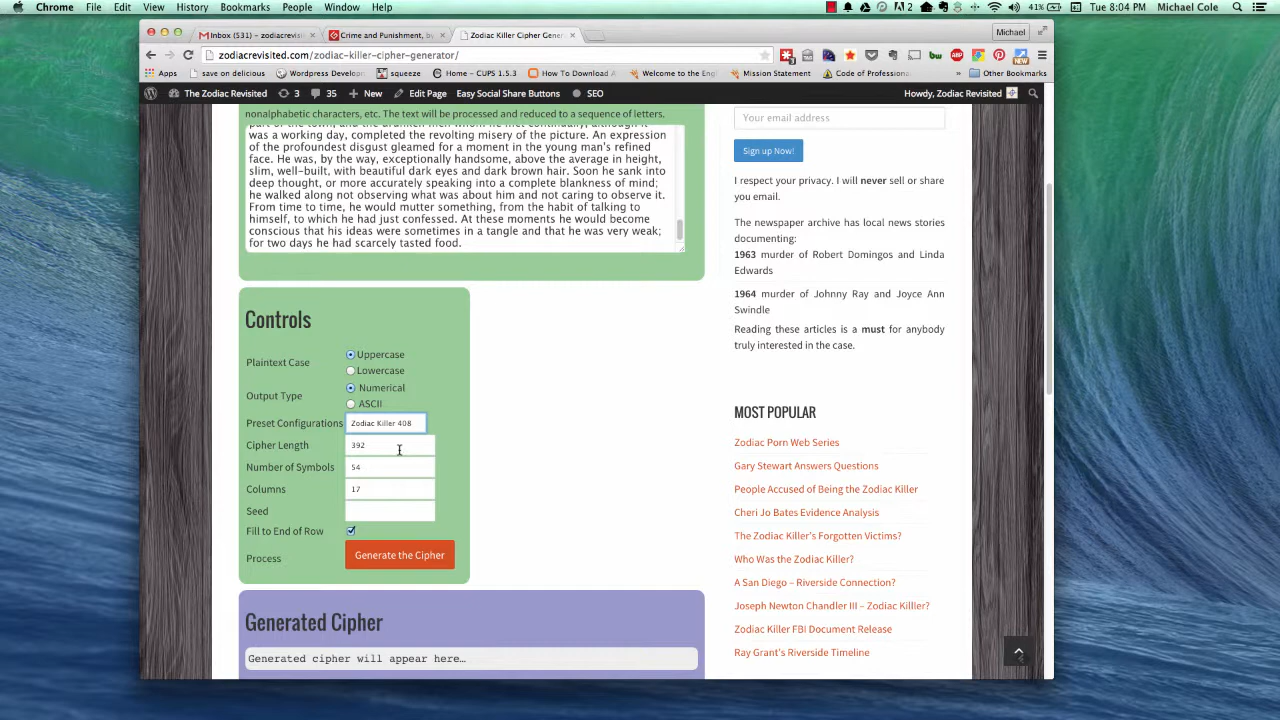 Chrome File Edit View History Bookmarks People Window Help 2 41% Tue 8:04 PM Michael Cole
Inbox (531) – zodiacrevisited. Crime and Punishment, by Zodiac Killer Cipher Gener Michael
zodiacrevisited.com/zodiac-killer-cipher-generator/
Apps save on delicious Wordpress Develop squeeze Home – CUPS 1.5.3 How To Download Welcome to the Engl Mission Statement Code of Professiona » Other Bookmarks
The Zodiac Revisited 3 35 New Edit Page Easy Social Share Buttons SEO Howdy, Zodiac Revisited
nonalphabetic characters, etc. The text will be processed and reduced to a sequence of letters.
was a working day, completed the revolting misery of the picture. An expression
of the profoundest disgust gleamed for a moment in the young man's refined
face. He was, by the way, exceptionally handsome, above the average in height,
slim, well-built, with beautiful dark eyes and dark brown hair. Soon he sank into
deep thought, or more accurately speaking into a complete blankness of mind;
he walked along not observing what was about him and not caring to observe it.
From time to time, he would mutter something, from the habit of talking to
himself, to which he had just confessed. At these moments he would become
conscious that his ideas were sometimes in a tangle and that he was very weak;
for two days he had scarcely tasted food.
Controls
Plaintext Case
Uppercase
Lowercase
Output Type
Numerical
ASCII
Preset Configurations Zodiac Killer 408
Cipher Length 392
Number of Symbols 54
Columns 17
Seed
Fill to End of Row
Process Generate the Cipher
Generated Cipher
Generated cipher will appear here…
Your email address
Sign up Now!
I respect your privacy. I will never sell or share
you email.
The newspaper archive has local news stories
documenting:
1963 murder of Robert Domingos and Linda
Edwards
1964 murder of Johnny Ray and Joyce Ann
Swindle
Reading these articles is a must for anybody
truly interested in the case.
MOST POPULAR
Zodiac Porn Web Series
Gary Stewart Answers Questions
People Accused of Being the Zodiac Killer
Cheri Jo Bates Evidence Analysis
The Zodiac Killer's Forgotten Victims?
Who Was the Zodiac Killer?
A San Diego – Riverside Connection?
Joseph Newton Chandler III – Zodiac Killler?
Zodiac Killer FBI Document Release
Ray Grant's Riverside Timeline